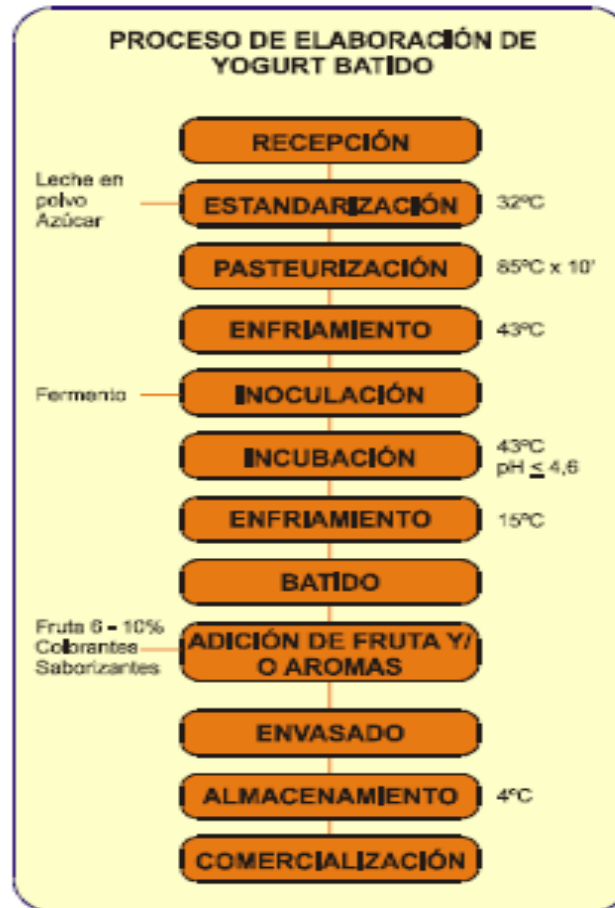 PROCESO DE ELABORACIÓN DE
YOGURT BATIDO
RECEPCIÓN
Leche en
polvo
Azúcar
ESTANDARIZACIÓN
32ºC
PASTEURIZACIÓN
85ºC x 10'
ENFRIAMIENTO
43ºC
Fermento
INOCULACIÓN
INCUBACIÓN
43ºC
pH ≤ 4,6
ENFRIAMIENTO
15ºC
BATIDO
Fruta 6 - 10%
Colorantes
Saborizantes
ADICIÓN DE FRUTA Y/
O AROMAS
ENVASADO
ALMACENAMIENTO
4ºC
COMERCIALIZACIÓN